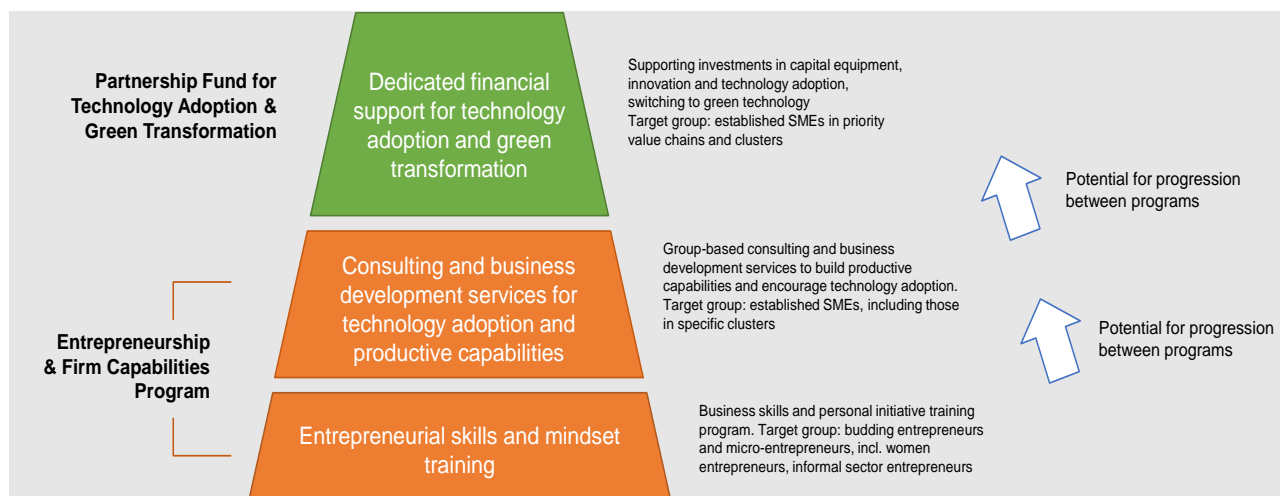 Partnership Fund for
Technology Adoption &
Green Transformation
Dedicated financial
support for technology
adoption and green
transformation
Supporting investments in capital equipment,
innovation and technology adoption,
switching to green technology
Target group: established SMEs in priority
value chains and clusters
Potential for progression
between programs
Entrepreneurship
& Firm Capabilities
Program
Consulting and business
development services for
technology adoption and
productive capabilities
Group-based consulting and business
development services to build productive
capabilities and encourage technology adoption.
Target group: established SMEs, including those
in specific clusters
Potential for progression
between programs
Entrepreneurial skills and mindset
training
Business skills and personal initiative training
program. Target group: budding entrepreneurs
and micro-entrepreneurs, incl. women
entrepreneurs, informal sector entrepreneurs